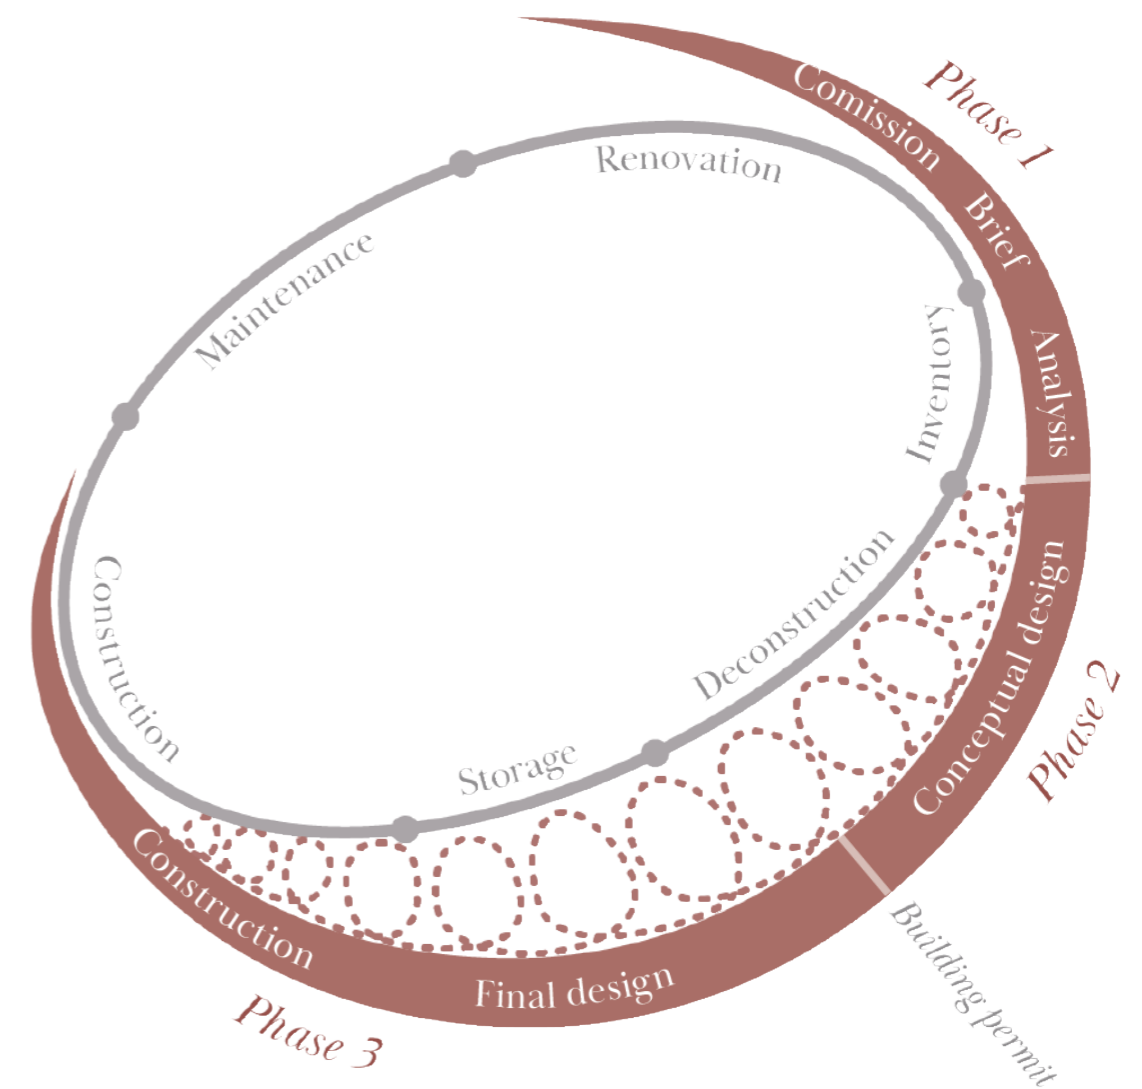 Phase 1
Comission
Brief
Analysis
Renovation
Maintenance
Inventory
Deconstruction
Storage
Construction
Conceptual design
Phase 2
Building permit
Final design
Construction
Phase 3